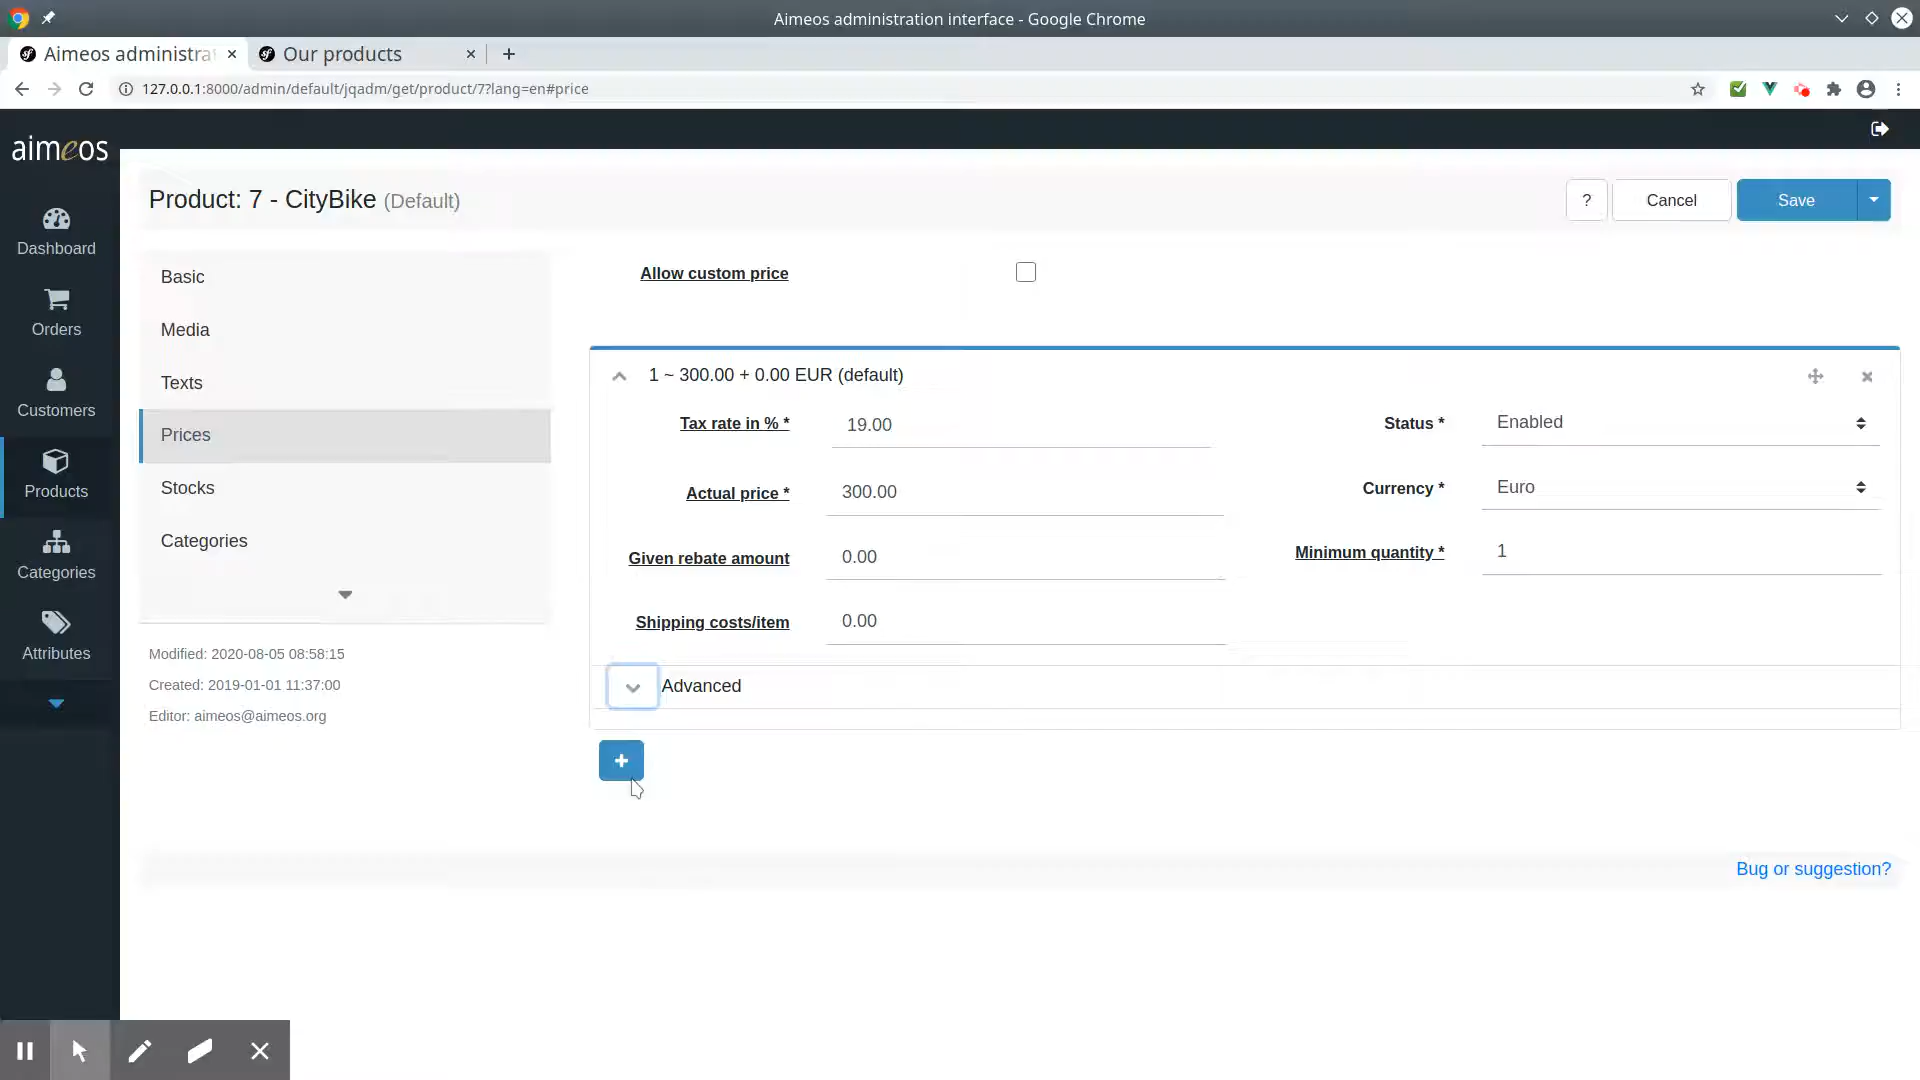 Aimeos administration interface - Google Chrome
Aimeos administra
Our products
127.0.0.1:8000/admin/default/jqadm/get/product/7?lang=en#price
aimeos
Dashboard
Orders
Customers
Products
Categories
Attributes
Product: 7 - CityBike (Default)
? Cancel Save
Basic
Media
Texts
Prices
Stocks
Categories
Modified: 2020-08-05 08:58:15
Created: 2019-01-01 11:37:00
Editor: aimeos@aimeos.org
Allow custom price
1 ~ 300.00 + 0.00 EUR (default)
Tax rate in % * 19.00
Status * Enabled
Actual price * 300.00
Currency * Euro
Given rebate amount 0.00
Minimum quantity * 1
Shipping costs/item 0.00
Advanced
Bug or suggestion?